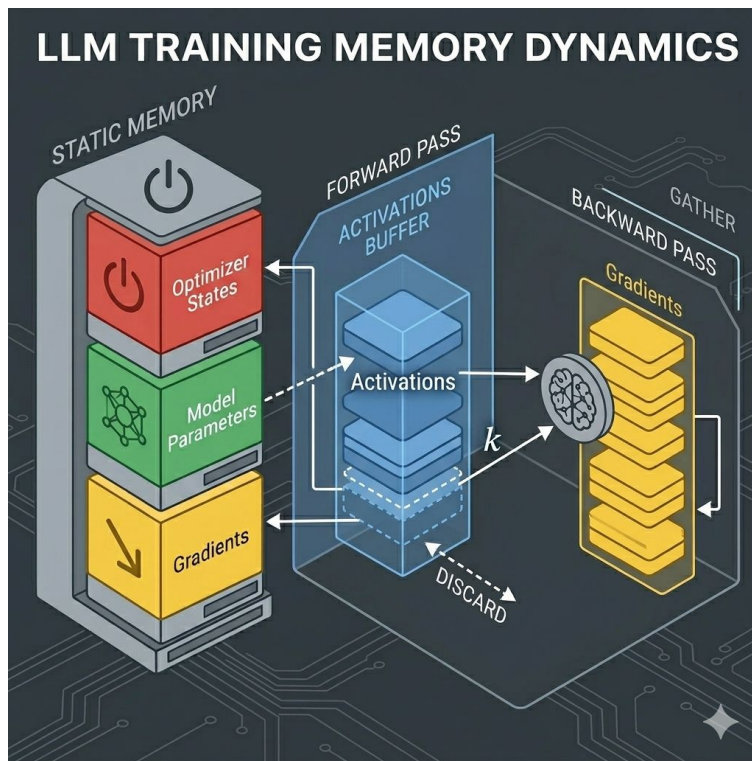 LLM TRAINING MEMORY DYNAMICS
STATIC MEMORY
Optimizer
States
Model
Parameters
Gradients
FORWARD PASS
ACTIVATIONS
BUFFER
Activations
k
DISCARD
GATHER
BACKWARD PASS
Gradients